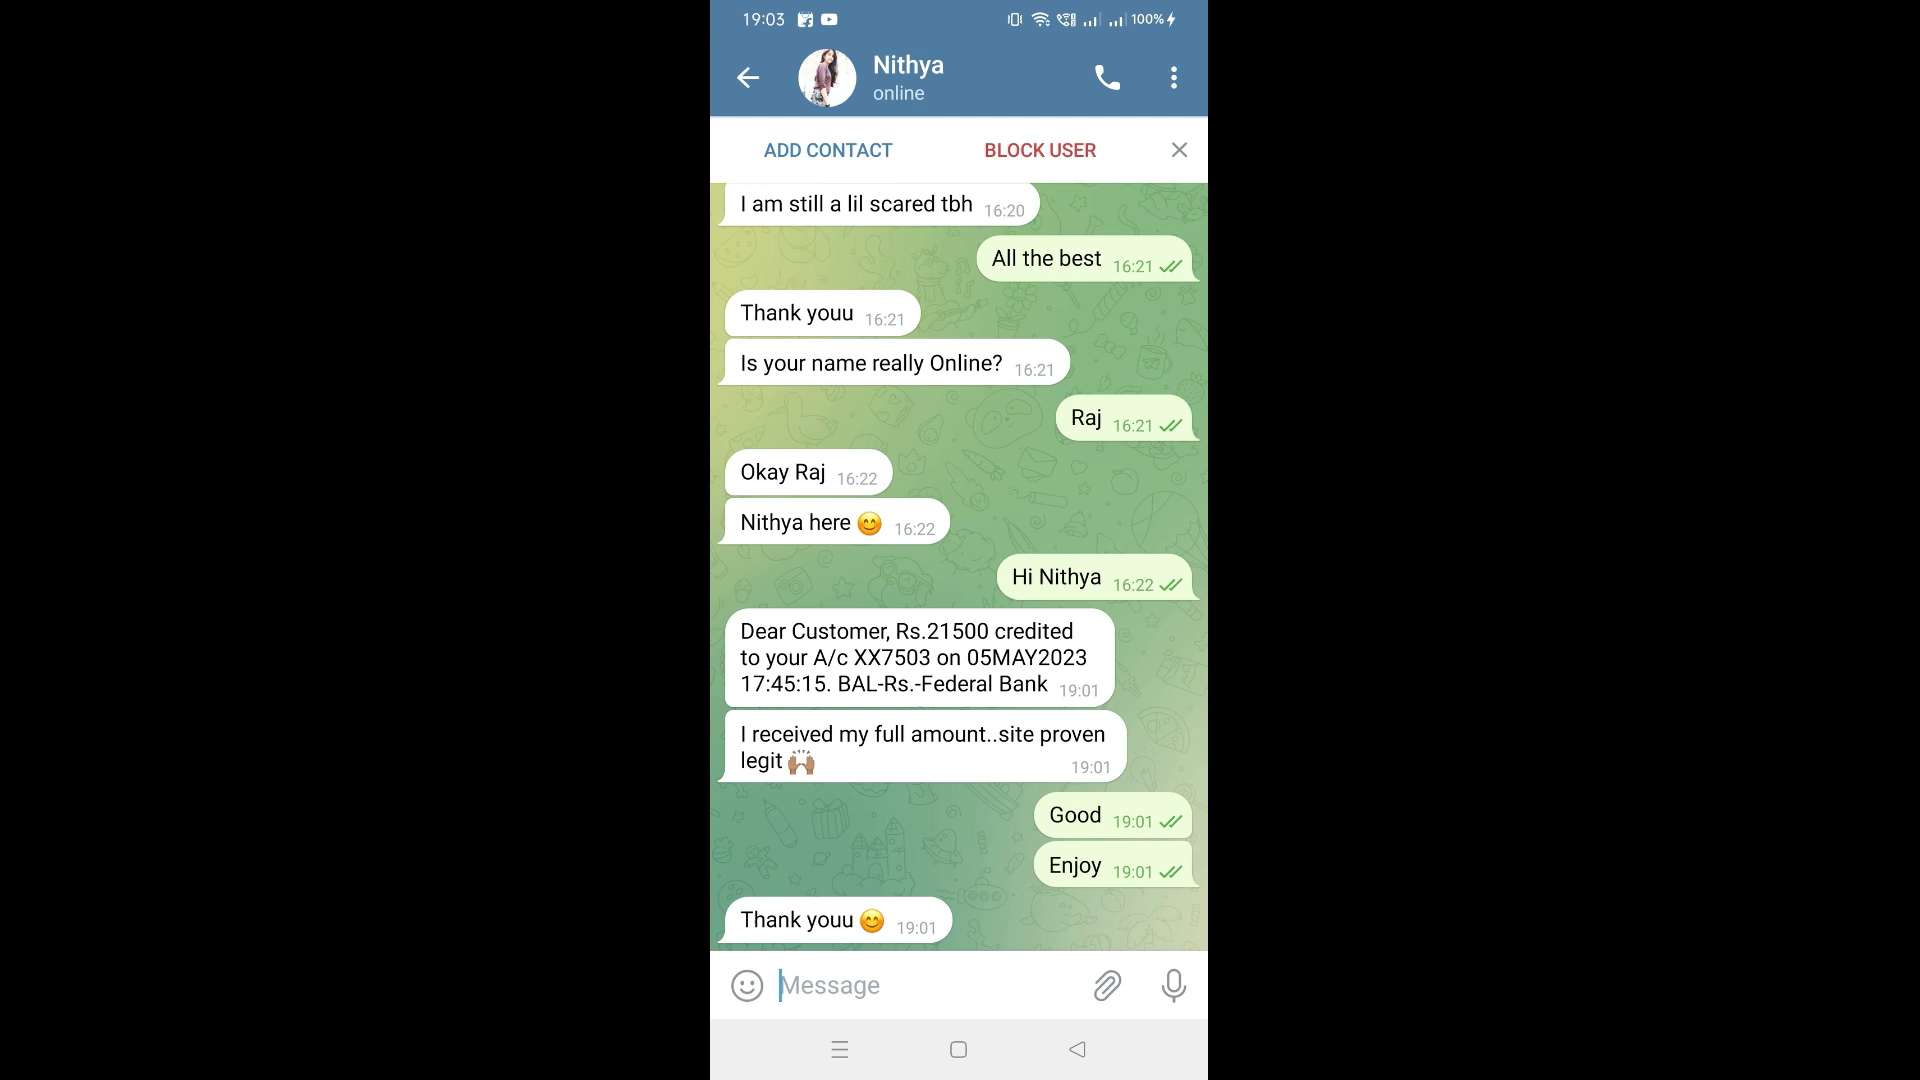 19:03 100%
Nithya
online
ADD CONTACT BLOCK USER
I am still a lil scared tbh 16:20
All the best 16:21
Thank youu 16:21
Is your name really Online? 16:21
Raj 16:21
Okay Raj 16:22
Nithya here 😊 16:22
Hi Nithya 16:22
Dear Customer, Rs.21500 credited
to your A/c XX7503 on 05MAY2023
17:45:15. BAL-Rs.-Federal Bank 19:01
I received my full amount..site proven
legit 🙌🏽 19:01
Good 19:01
Enjoy 19:01
Thank youu 😊 19:01
Message